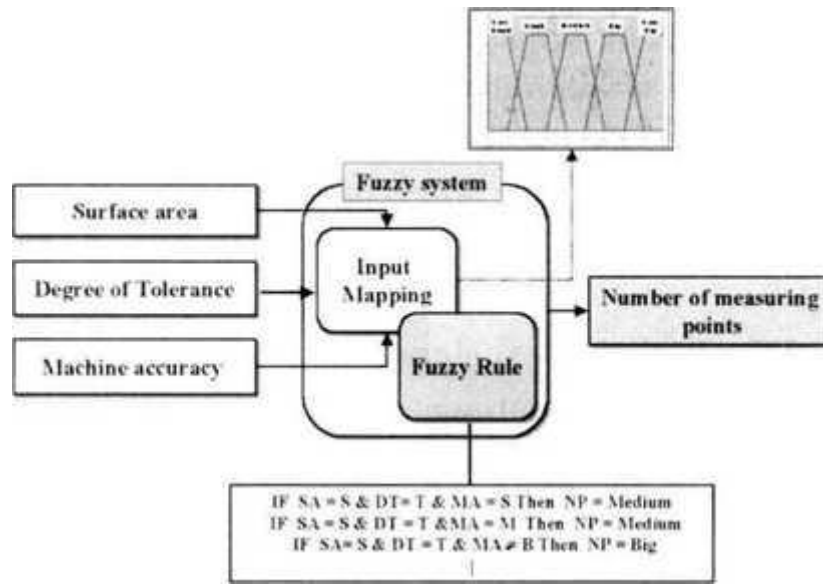 Fuzzy system
Surface area
Input
Mapping
Degree of Tolerance
Number of measuring
points
Machine accuracy
Fuzzy Rule
IF SA = S & DT= T & MA = S Then NP = Medium
IF SA = S & DT = T &MA = M Then NP = Medium
IF SA= S & DT = T & MA B Then NP = Big